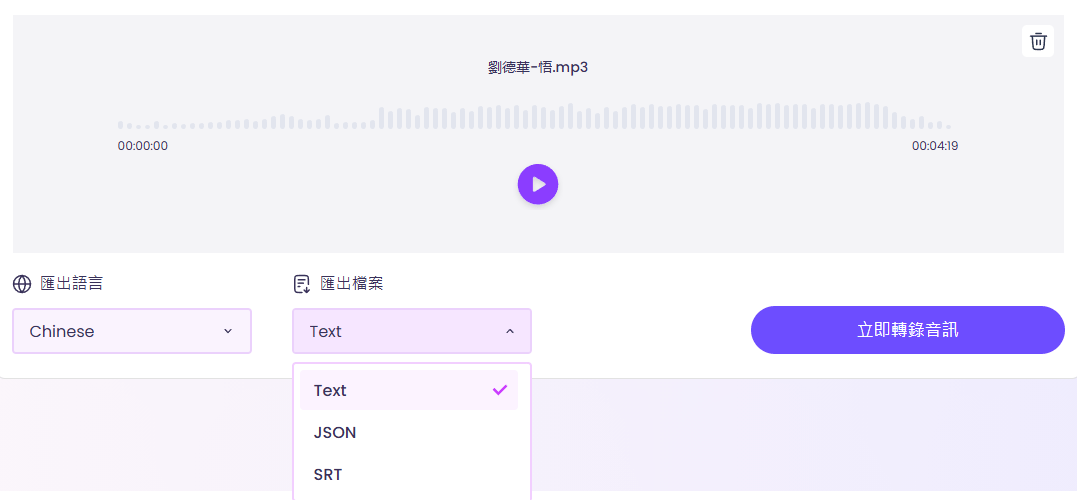 劉德華-悟.mp3
00:00:00
00:04:19
匯出語言
匯出檔案
Chinese
Text
立即轉錄音訊
Text
JSON
SRT